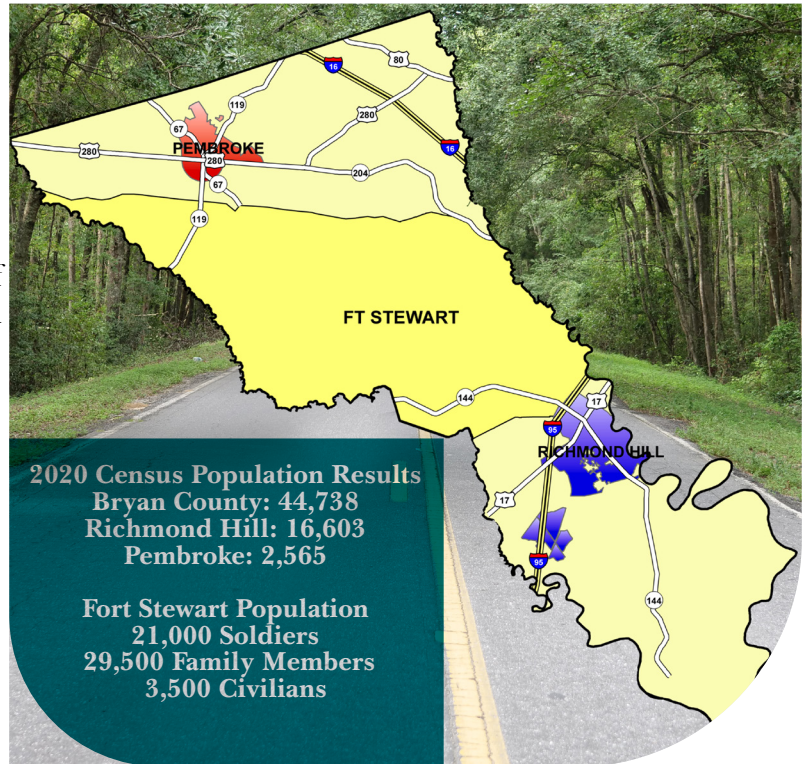 80
16
119
280
67
16
PEMBROKE
280
280
204
67
119
FT STEWART
144
17
95
RICHMOND HILL
17
95
144
2020 Census Population Results
Bryan County: 44,738
Richmond Hill: 16,603
Pembroke: 2,565
Fort Stewart Population
21,000 Soldiers
29,500 Family Members
3,500 Civilians